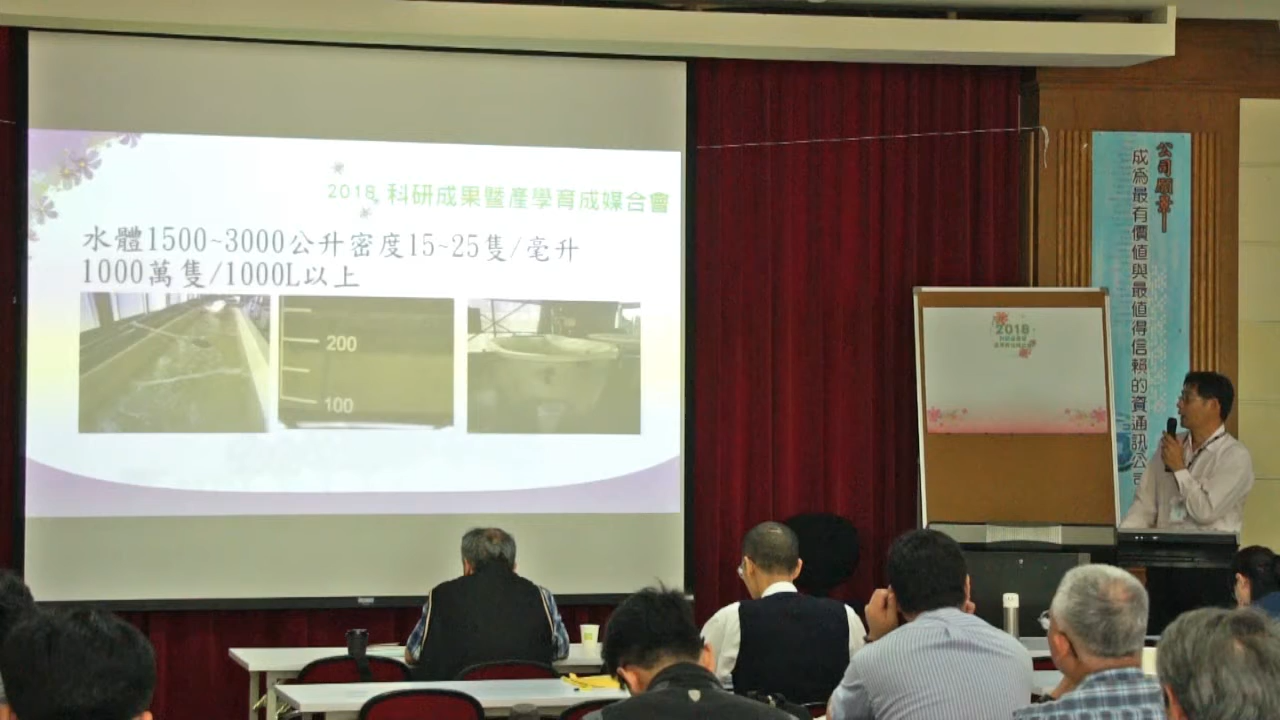 2018 科研成果暨產學育成媒合會
水體1500~3000公升密度15~25隻/毫升
1000萬隻/1000L以上
200
100
公司願景
成為最有價值與最值得信賴的資通訊公司
2018